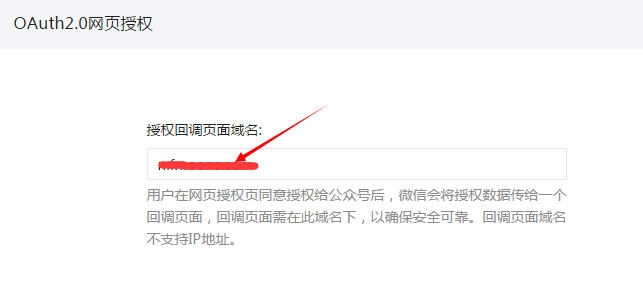 OAuth2.0网页授权
授权回调页面域名:
用户在网页授权页同意授权给公众号后，微信会将授权数据传给一个
回调页面，回调页面需在此域名下，以确保安全可靠。回调页面域名
不支持IP地址。